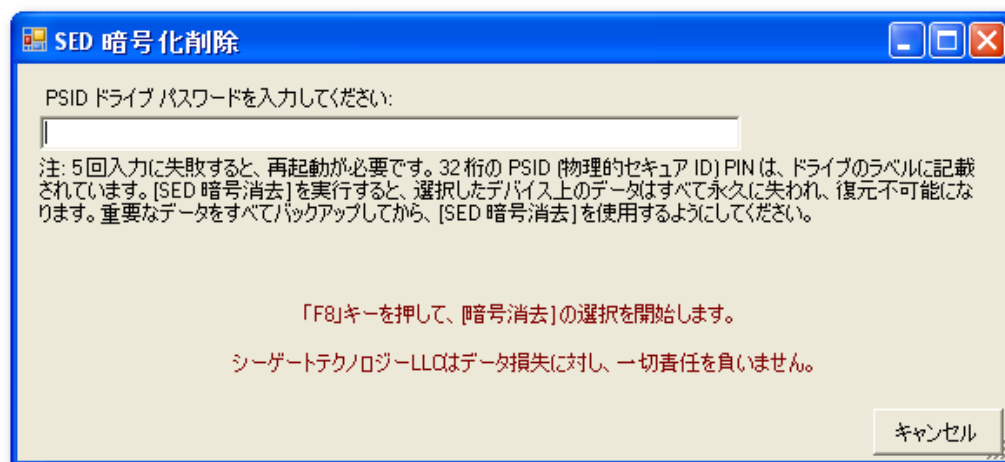 SED 暗号化削除
PSID ドライブ パスワードを入力してください:
注: 5回入力に失敗すると、再起動が必要です。32桁の PSID (物理的セキュア ID) PIN は、ドライブのラベルに記載
されています。[SED 暗号消去] を実行すると、選択したデバイス上のデータはすべて永久に失われ、復元不可能にな
ります。重要なデータをすべてバックアップしてから、[SED 暗号消去] を使用するようにしてください。
「F8」キーを押して、[暗号消去] の選択を開始します。
シーゲートテクノロジーLLCはデータ損失に対し、一切責任を負いません。
キャンセル